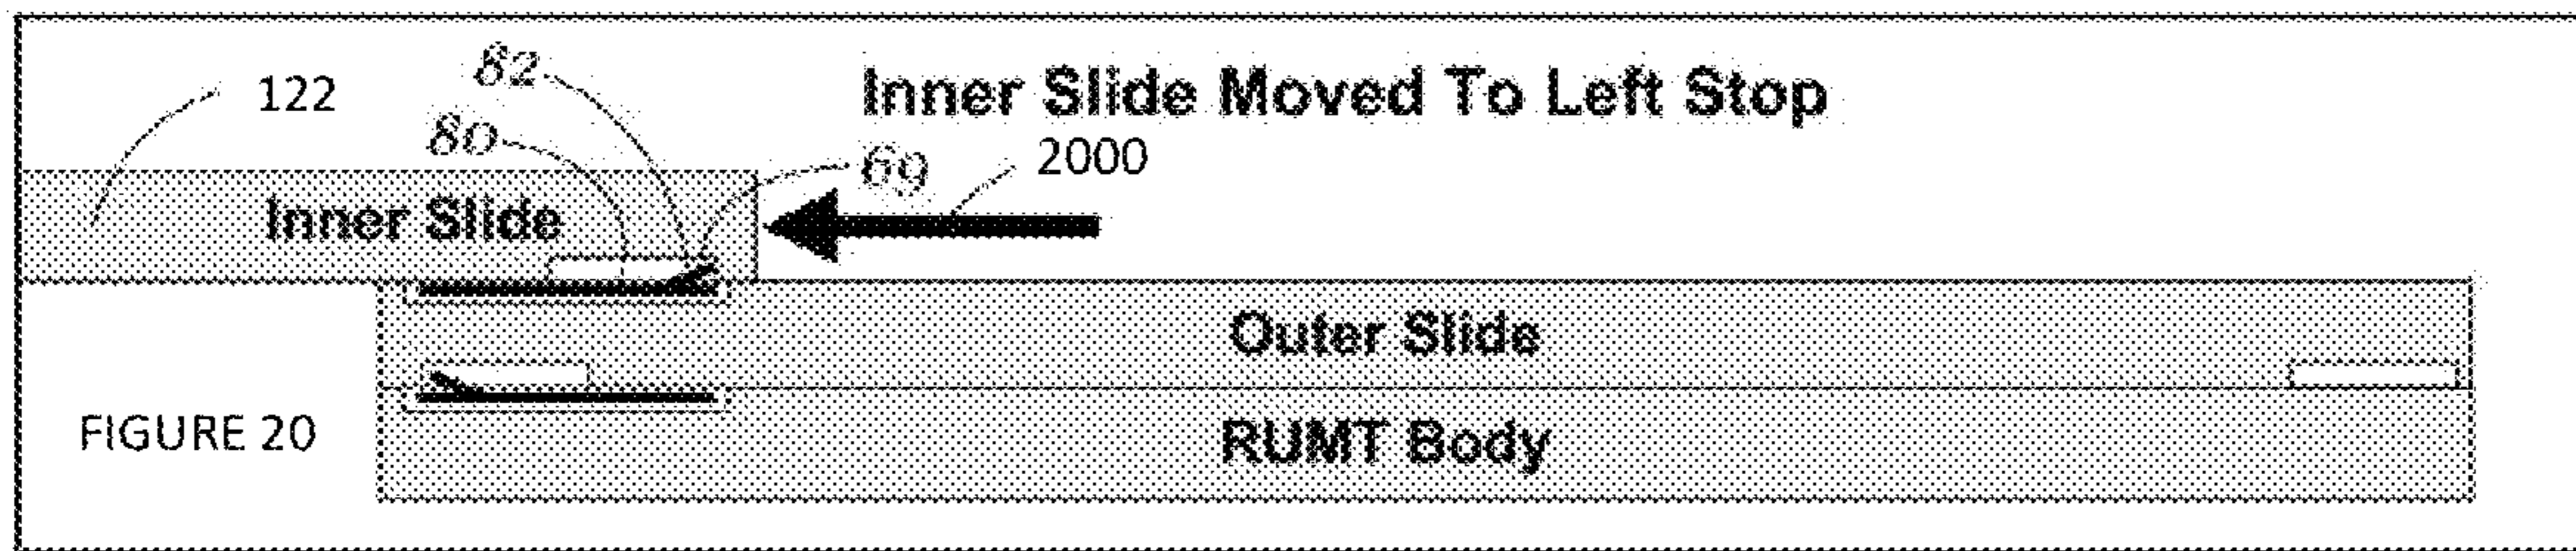 82
122
Inner Slide Moved To Left Stop
80
69
2000
Inner Slide
Outer Slide
FIGURE 20
RUMT Body